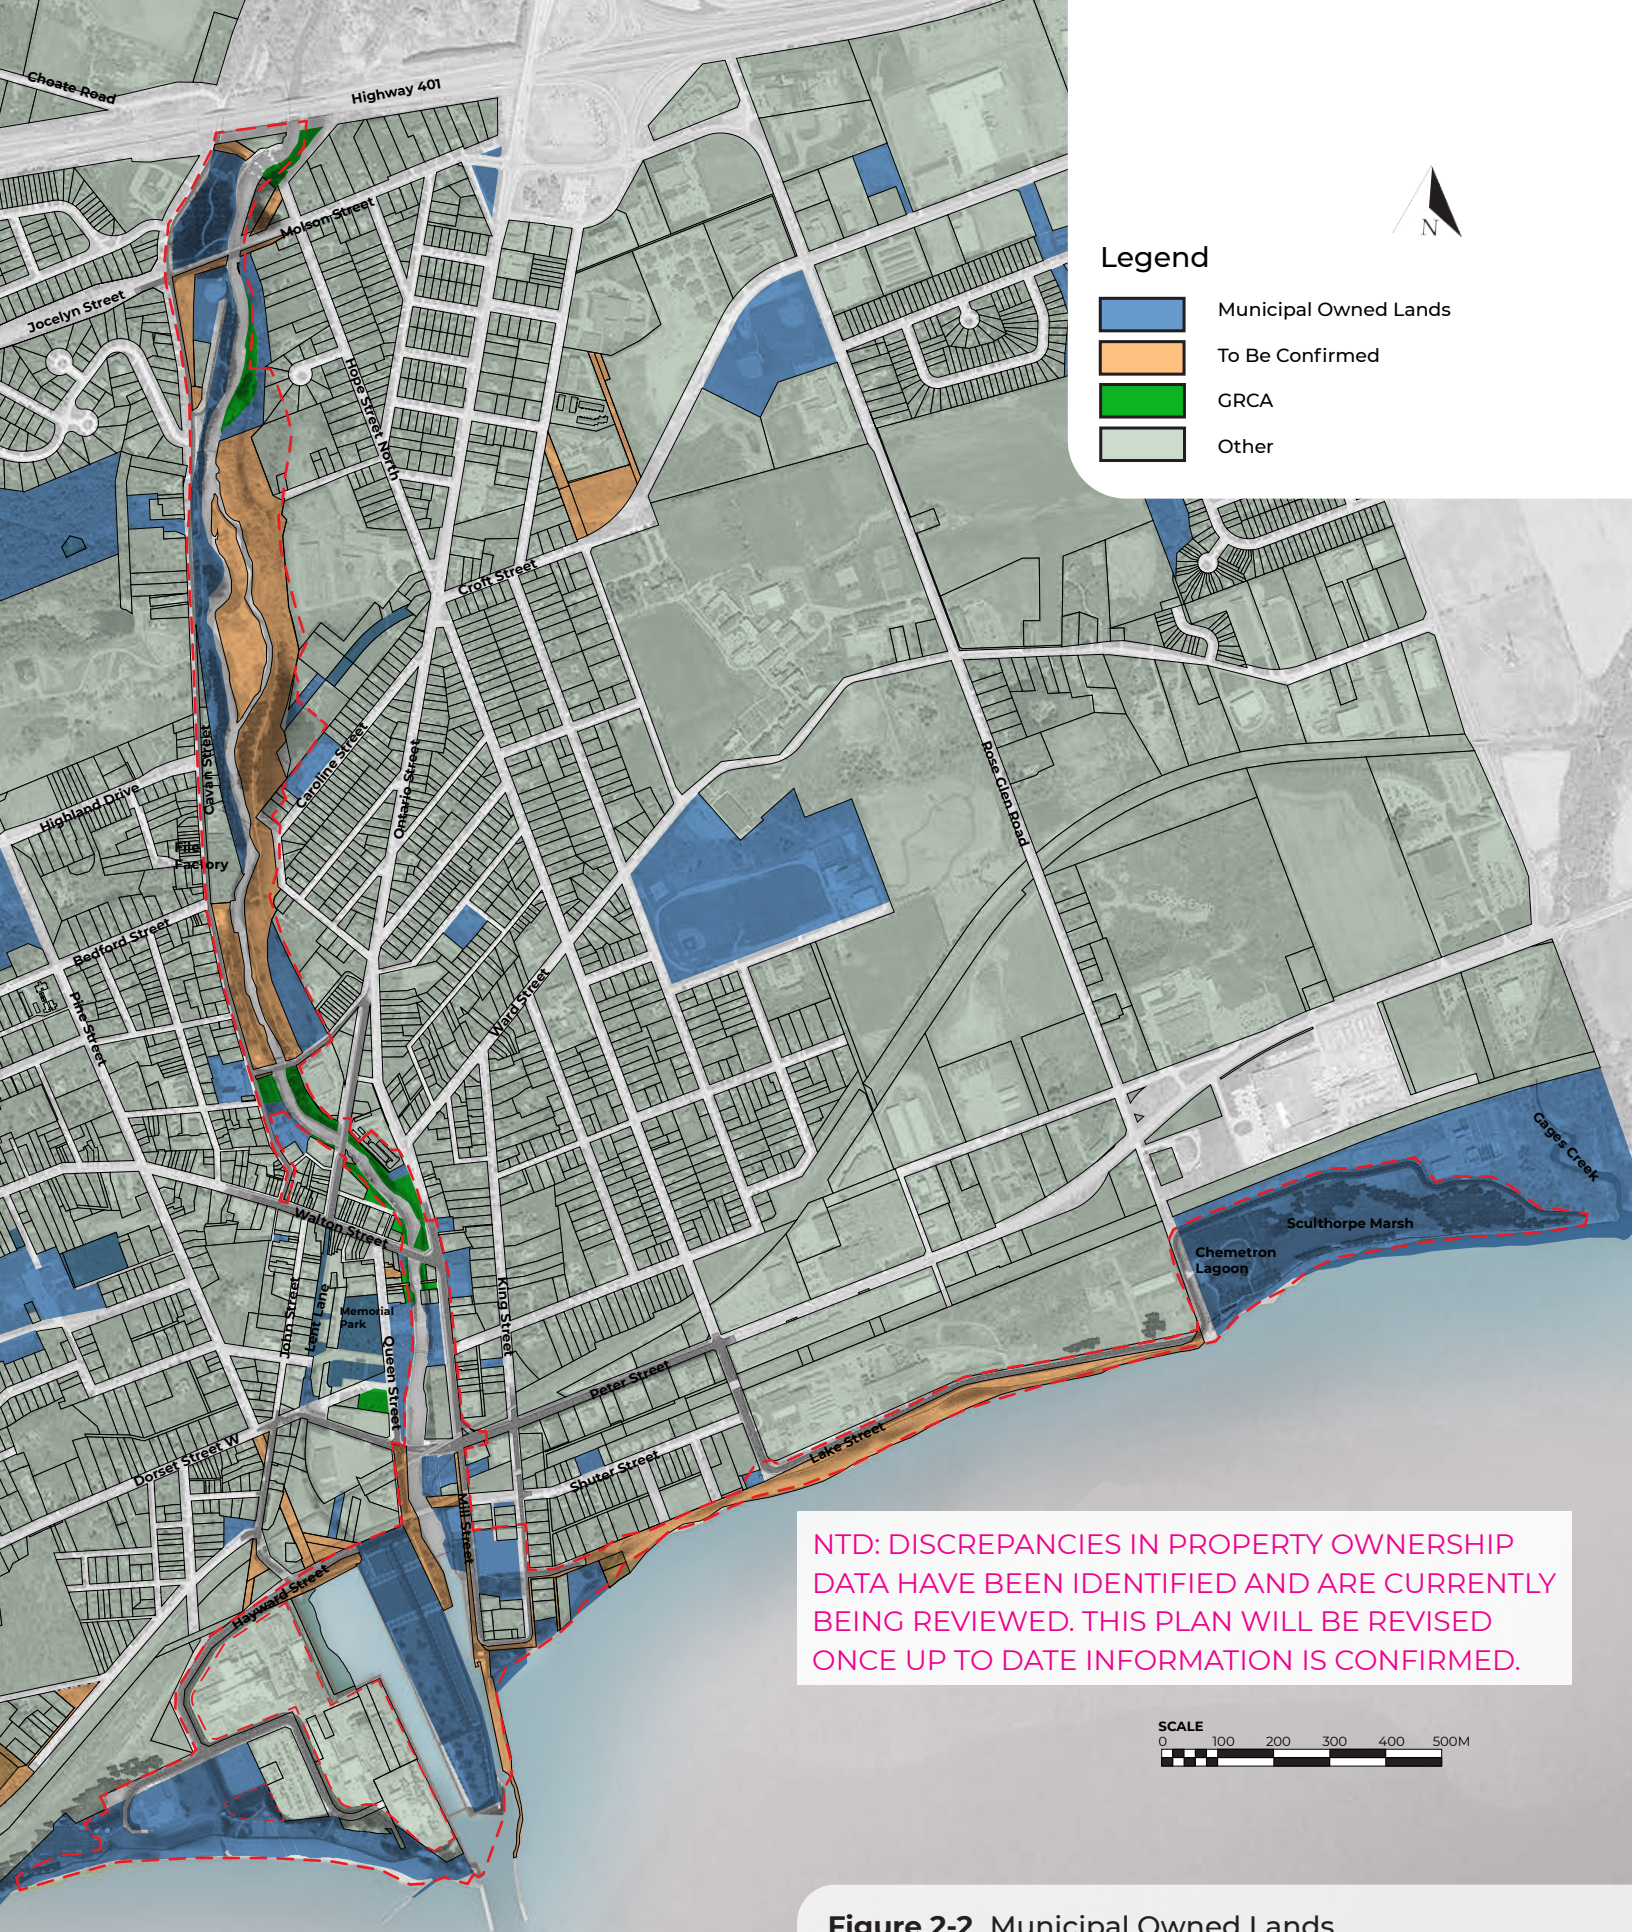 Choate Road
Highway 401
N
Legend
Municipal Owned Lands
To Be Confirmed
GRCA
Other
Molson Street
Jocelyn Street
Hope Street North
Croft Street
Caroline Street
Ontario Street
Cavan Street
Highland Drive
File
Factory
Rose Glen Road
Google Earth
Bedford Street
Pine Street
Ward Street
Gages Creek
Sculthorpe Marsh
Chemetron
Lagoon
Walton Street
John Street
Lent Lane
Memorial
Park
Queen Street
King Street
Peter Street
Dorset Street W
Lake Street
Shuter Street
Mill Street
Hayward Street
NTD: DISCREPANCIES IN PROPERTY OWNERSHIP
DATA HAVE BEEN IDENTIFIED AND ARE CURRENTLY
BEING REVIEWED. THIS PLAN WILL BE REVISED
ONCE UP TO DATE INFORMATION IS CONFIRMED.
SCALE
0 100 200 300 400 500M
Figure 2-2 Municipal Owned Lands